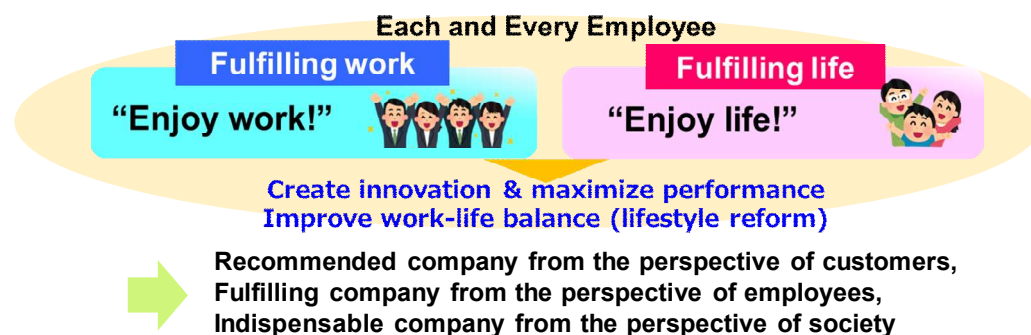 Each and Every Employee
Fulfilling work
Fulfilling life
“Enjoy work!”
“Enjoy life!”
Create innovation & maximize performance
Improve work-life balance (lifestyle reform)
Recommended company from the perspective of customers,
Fulfilling company from the perspective of employees,
Indispensable company from the perspective of society